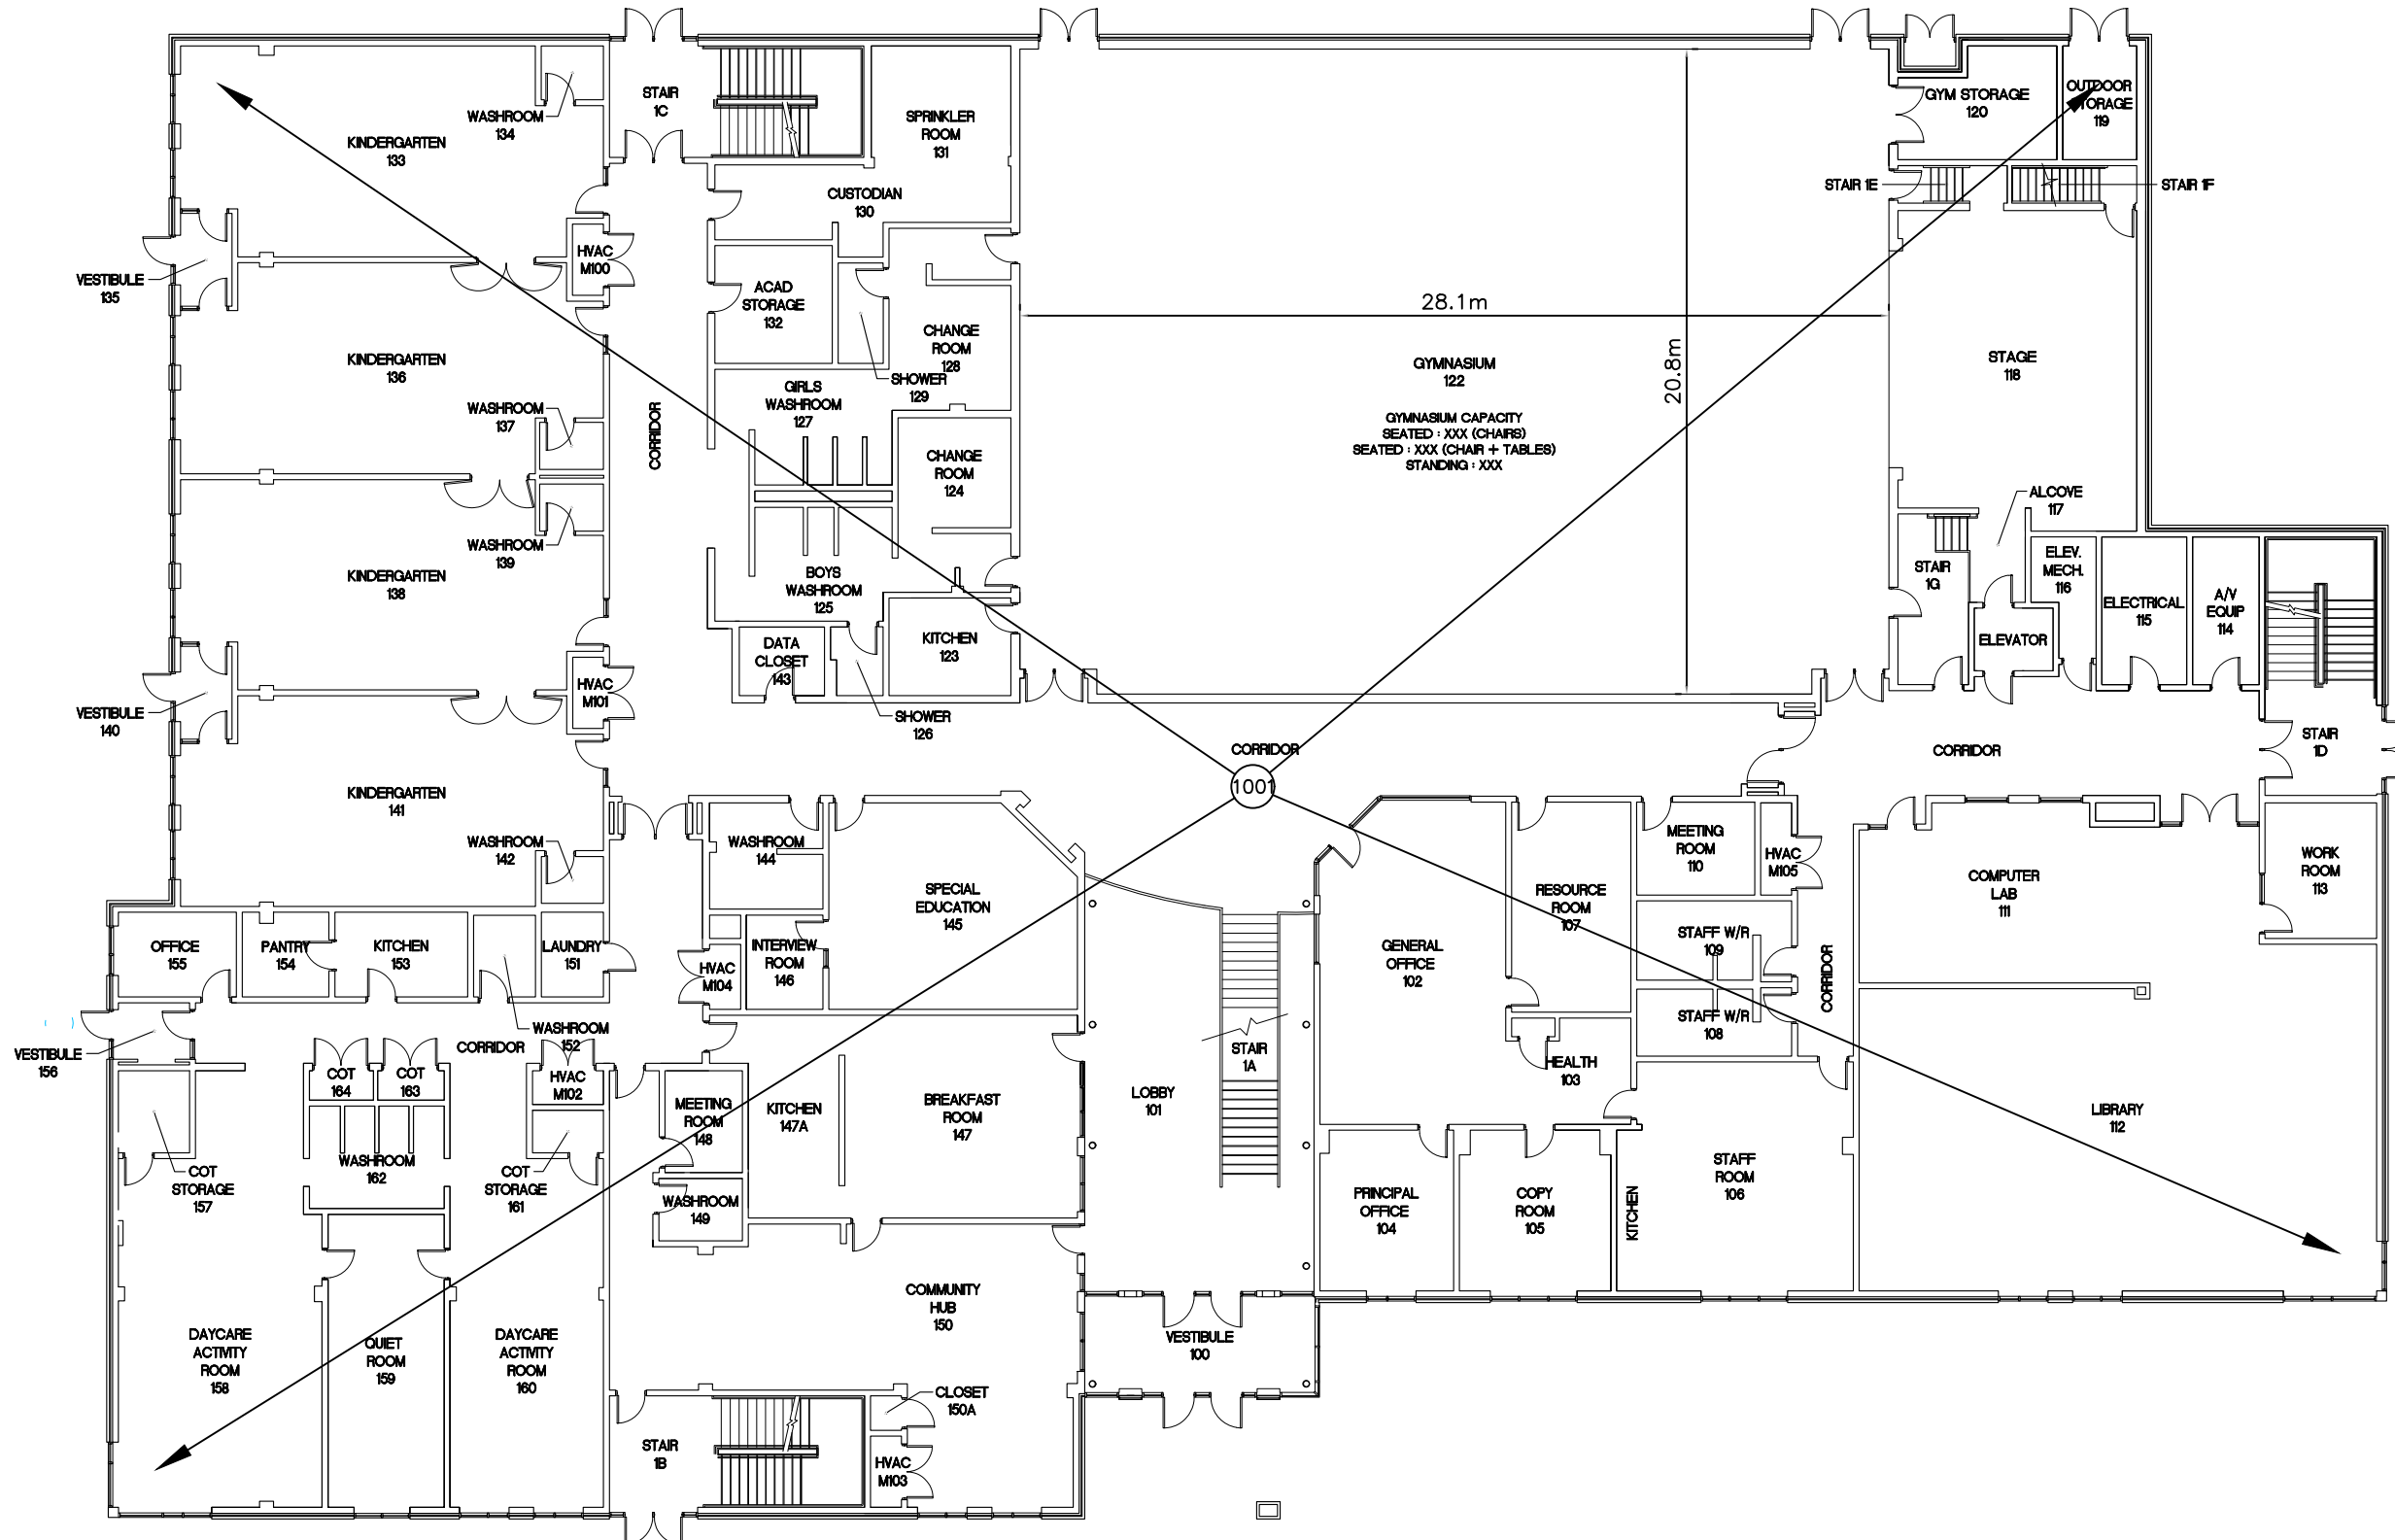 STAIR
1C
WASHROOM
134
KINDERGARTEN
133
SPRINKLER
ROOM
131
CUSTODIAN
130
GYM STORAGE
120
OUTDOOR
STORAGE
119
STAIR 1E
STAIR 1F
VESTIBULE
135
HVAC
M100
ACAD
STORAGE
132
28.1m
20.8m
CHANGE
ROOM
128
GYMNASIUM
122
STAGE
118
KINDERGARTEN
136
SHOWER
129
GIRLS
WASHROOM
127
WASHROOM
137
CORRIDOR
GYMNASIUM CAPACITY
SEATED : XXX (CHAIRS)
SEATED : XXX (CHAIR + TABLES)
STANDING : XXX
CHANGE
ROOM
124
ALCOVE
117
WASHROOM
139
KINDERGARTEN
138
BOYS
WASHROOM
125
STAIR
1G
ELEV.
MECH.
116
ELECTRICAL
115
A/V
EQUIP
114
KITCHEN
123
ELEVATOR
DATA
CLOSET
143
HVAC
M101
VESTIBULE
140
SHOWER
126
CORRIDOR
CORRIDOR
STAIR
1D
1001
KINDERGARTEN
141
WASHROOM
142
WASHROOM
144
MEETING
ROOM
110
HVAC
M105
WORK
ROOM
113
COMPUTER
LAB
111
SPECIAL
EDUCATION
145
RESOURCE
ROOM
107
OFFICE
155
PANTRY
154
KITCHEN
153
LAUNDRY
151
INTERVIEW
ROOM
146
HVAC
M104
GENERAL
OFFICE
102
STAFF W/R
109
CORRIDOR
STAFF W/R
108
WASHROOM
152
CORRIDOR
VESTIBULE
156
STAIR
1A
HEALTH
103
COT
164
COT
163
HVAC
M102
MEETING
ROOM
148
KITCHEN
147A
BREAKFAST
ROOM
147
LOBBY
101
LIBRARY
112
WASHROOM
162
COT
STORAGE
157
COT
STORAGE
161
WASHROOM
149
STAFF
ROOM
106
PRINCIPAL
OFFICE
104
COPY
ROOM
105
KITCHEN
COMMUNITY
HUB
150
DAYCARE
ACTIVITY
ROOM
158
QUIET
ROOM
159
DAYCARE
ACTIVITY
ROOM
160
VESTIBULE
100
CLOSET
150A
STAIR
1B
HVAC
M103